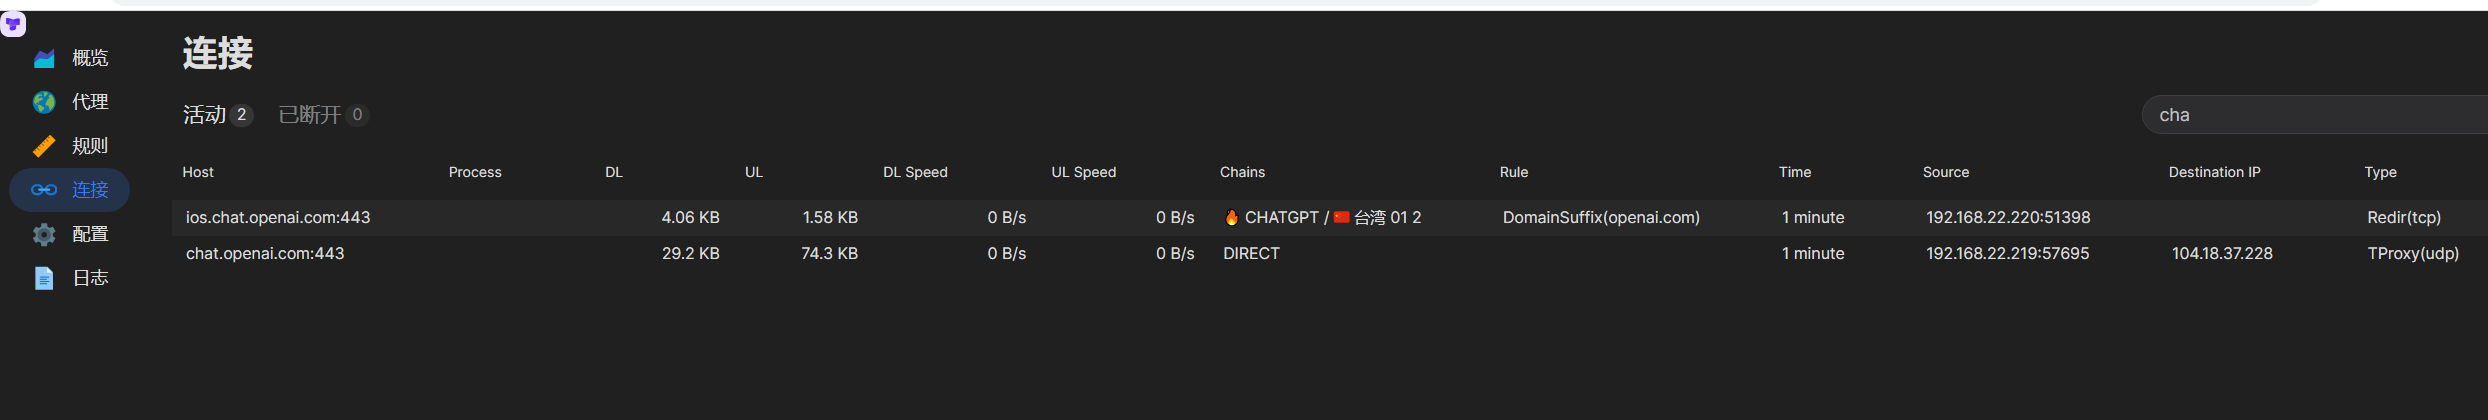 连接
概览
代理
规则
连接
配置
日志
活动 2 已断开 0
cha
Host Process DL UL DL Speed UL Speed Chains Rule Time Source Destination IP Type
ios.chat.openai.com:443 4.06 KB 1.58 KB 0 B/s 0 B/s 🔥 CHATGPT / 🇨🇳 台湾 01 2 DomainSuffix(openai.com) 1 minute 192.168.22.220:51398 Redir(tcp)
chat.openai.com:443 29.2 KB 74.3 KB 0 B/s 0 B/s DIRECT 1 minute 192.168.22.219:57695 104.18.37.228 TProxy(udp)